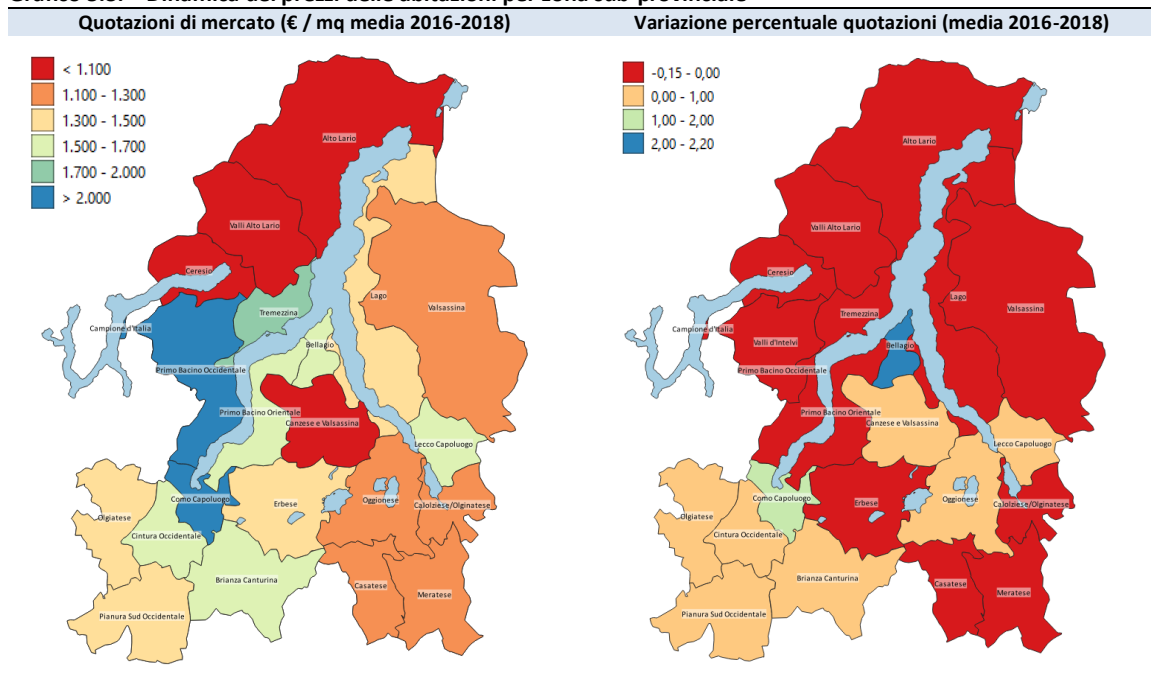 Quotazioni di mercato (€ / mq media 2016-2018)
Variazione percentuale quotazioni (media 2016-2018)
< 1.100
1.100 - 1.300
1.300 - 1.500
1.500 - 1.700
1.700 - 2.000
> 2.000
Alto Lario
Valli Alto Lario
Ceresio
Lago
Valsassina
Campione d'Italia
Tremezzina
Bellagio
Primo Bacino Occidentale
Primo Bacino Orientale
Canzese e Valsassina
Lecco Capoluogo
Como Capoluogo
Erbese
Oggionese
Calolziese/Olginatese
Olgiatese
Cintura Occidentale
Brianza Canturina
Casatese
Meratese
Pianura Sud Occidentale
-0,15 - 0,00
0,00 - 1,00
1,00 - 2,00
2,00 - 2,20
Alto Lario
Valli Alto Lario
Ceresio
Lago
Valsassina
Campione d'Italia
Tremezzina
Valli d'Intelvi
Bellagio
Primo Bacino Occidentale
Primo Bacino Orientale
Canzese e Valsassina
Lecco Capoluogo
Como Capoluogo
Erbese
Oggionese
Calolziese/Olginatese
Olgiatese
Cintura Occidentale
Brianza Canturina
Casatese
Meratese
Pianura Sud Occidentale